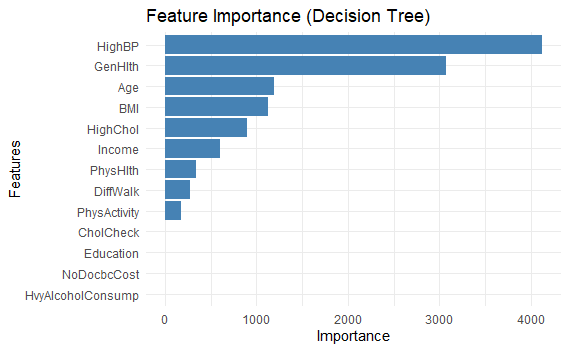 Feature Importance (Decision Tree)
Features
HighBP
GenHlth
Age
BMI
HighChol
Income
PhysHlth
DiffWalk
PhysActivity
CholCheck
Education
NoDocbcCost
HvyAlcoholConsump
0 1000 2000 3000 4000
Importance